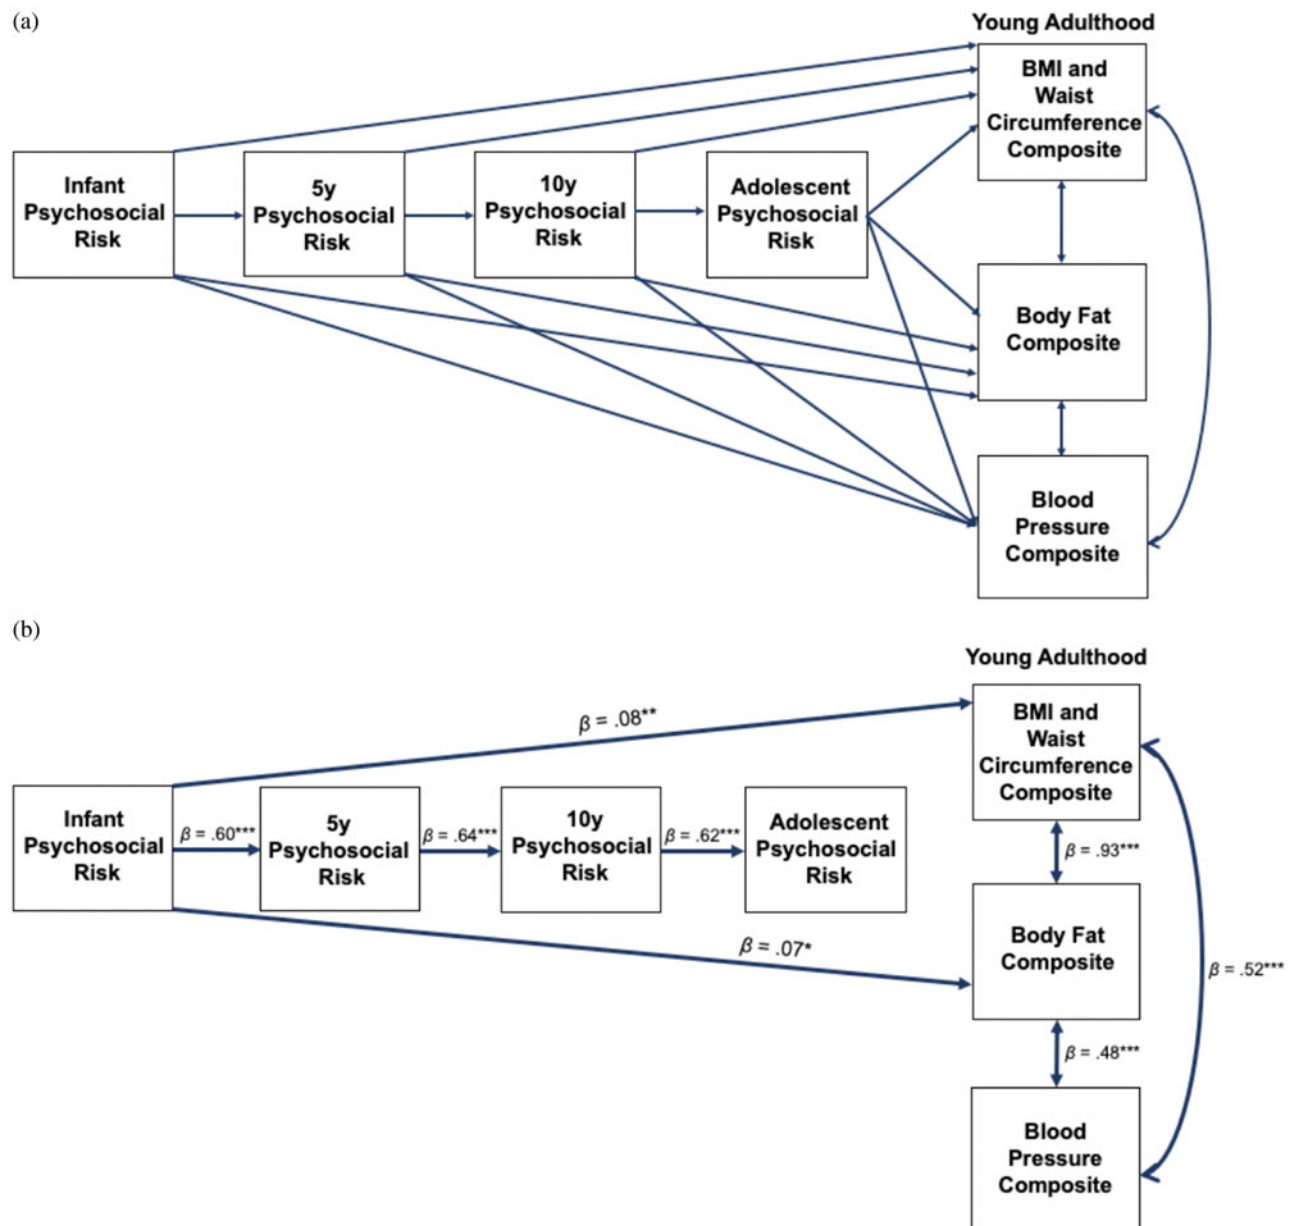 (a)
Young Adulthood
BMI and
Waist
Circumference
Composite
Infant
Psychosocial
Risk
5y
Psychosocial
Risk
10y
Psychosocial
Risk
Adolescent
Psychosocial
Risk
Body Fat
Composite
Blood
Pressure
Composite
(b)
Young Adulthood
BMI and
Waist
Circumference
Composite
β = .08**
Infant
Psychosocial
Risk
β = .60***
5y
Psychosocial
Risk
β = .64***
10y
Psychosocial
Risk
β = .62***
Adolescent
Psychosocial
Risk
β = .93***
β = .07*
Body Fat
Composite
β = .52***
β = .48***
Blood
Pressure
Composite